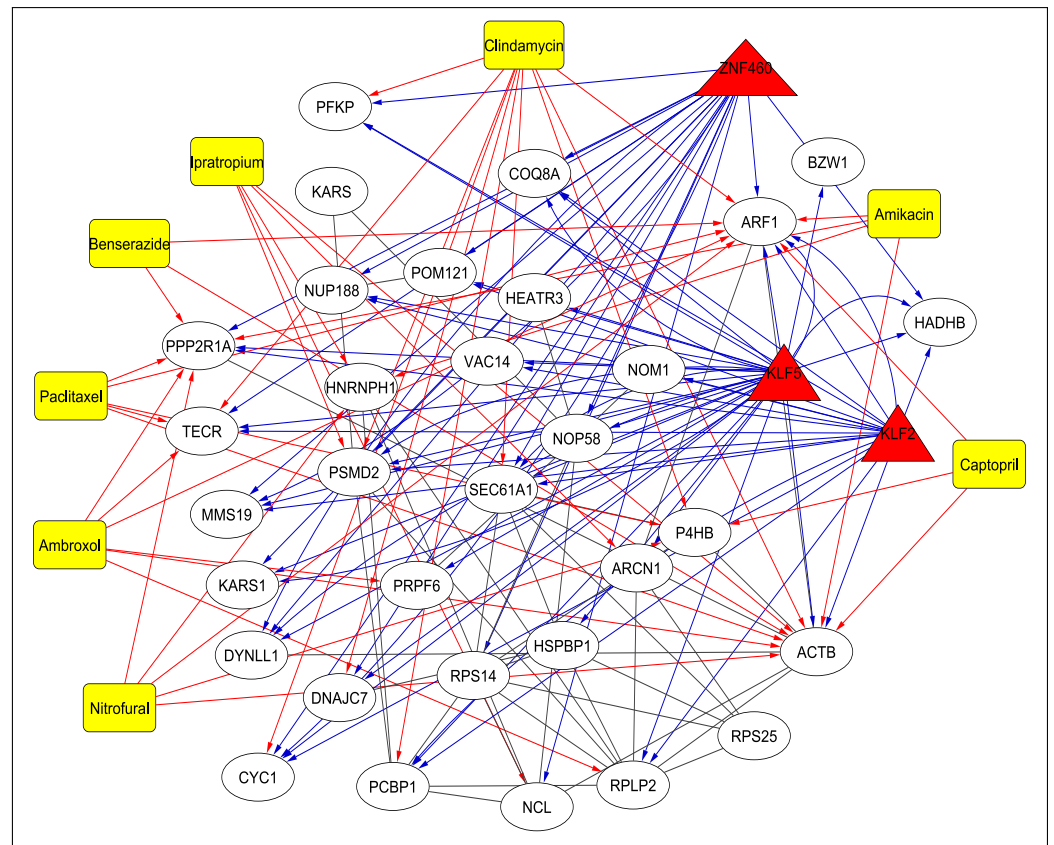 Clindamycin
ZNF460
PFKP
Ipratropium
COQ8A
BZW1
KARS
Benserazide
ARF1
Amikacin
NUP188
POM121
HEATR3
HADHB
PPP2R1A
VAC14
NOM1
KLF5
Paclitaxel
HNRNPH1
TECR
NOP58
KLF2
PSMD2
SEC61A1
Captopril
MMS19
P4HB
Ambroxol
ARCN1
KARS1
PRPF6
DYNLL1
HSPBP1
ACTB
RPS14
Nitrofural
DNAJC7
RPS25
CYC1
PCBP1
RPLP2
NCL